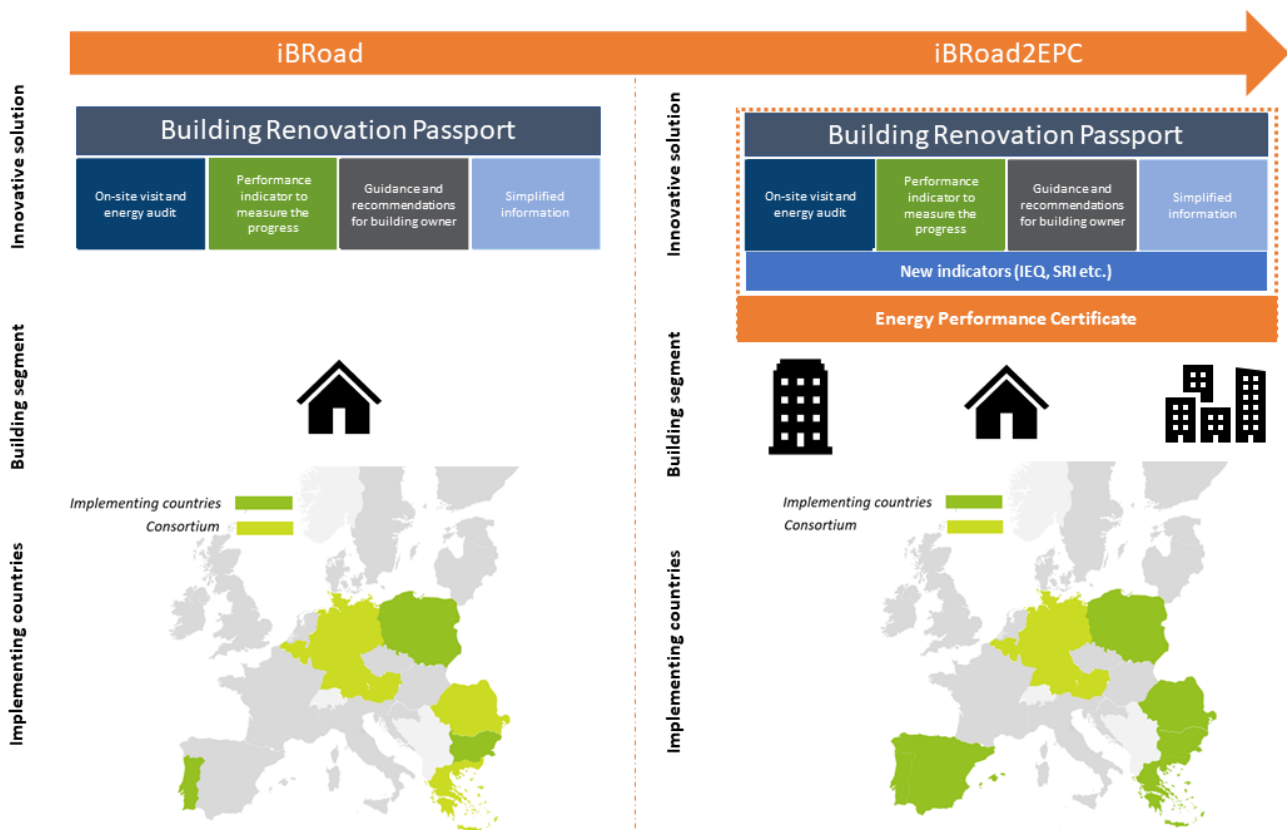 iBRoad
iBRoad2EPC
Innovative solution
Building Renovation Passport
On-site visit and
energy audit
Performance
indicator to
measure the
progress
Guidance and
recommendations
for building owner
Simplified
information
Building segment
Implementing countries
Implementing countries
Consortium
Innovative solution
Building Renovation Passport
On-site visit and
energy audit
Performance
indicator to
measure the
progress
Guidance and
recommendations
for building owner
Simplified
information
New indicators (IEQ, SRI etc.)
Energy Performance Certificate
Building segment
Implementing countries
Implementing countries
Consortium